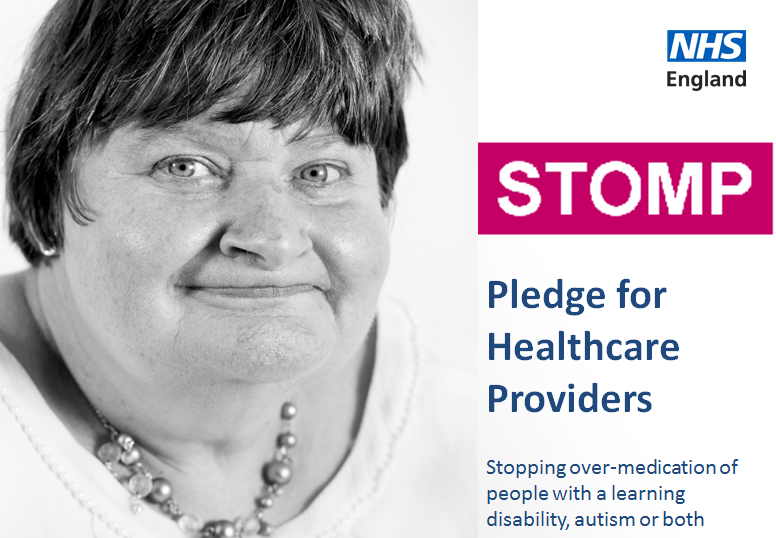 NHS
England
STOMP
Pledge for
Healthcare
Providers
Stopping over-medication of
people with a learning
disability, autism or both